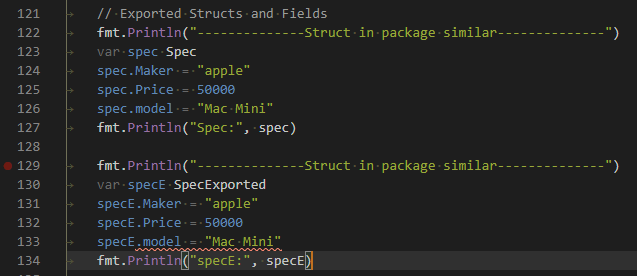 121 // Exported Structs and Fields
122 fmt.Println("--------------Struct in package similar--------------")
123 var spec Spec
124 spec.Maker = "apple"
125 spec.Price = 50000
126 spec.model = "Mac Mini"
127 fmt.Println("Spec:", spec)
128
129 fmt.Println("--------------Struct in package similar--------------")
130 var specE SpecExported
131 specE.Maker = "apple"
132 specE.Price = 50000
133 specE.model = "Mac Mini"
134 fmt.Println("specE:", specE)